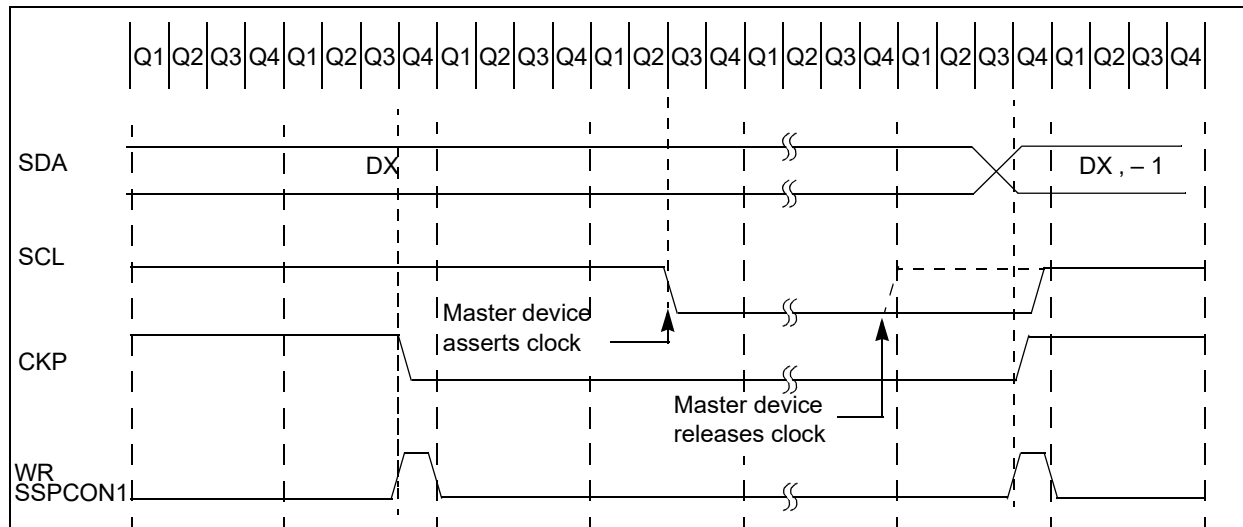 Q1 Q2 Q3 Q4 Q1 Q2 Q3 Q4 Q1 Q2 Q3 Q4 Q1 Q2 Q3 Q4 Q1 Q2 Q3 Q4 Q1 Q2 Q3 Q4 Q1 Q2 Q3 Q4
SDA
DX
DX , – 1
SCL
Master device
asserts clock
CKP
Master device
releases clock
WR
SSPCON1